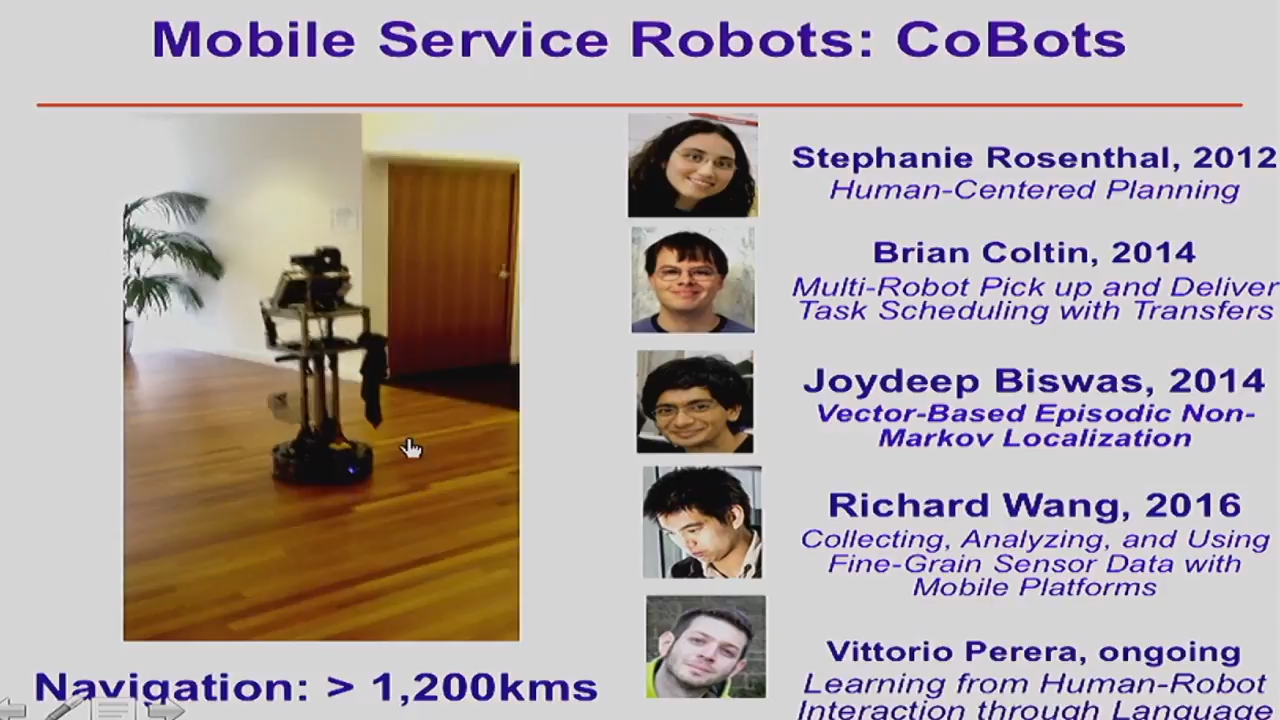 Mobile Service Robots: CoBots
Stephanie Rosenthal, 2012
Human-Centered Planning
Brian Coltin, 2014
Multi-Robot Pick up and Deliver
Task Scheduling with Transfers
Joydeep Biswas, 2014
Vector-Based Episodic Non-
Markov Localization
Richard Wang, 2016
Collecting, Analyzing, and Using
Fine-Grain Sensor Data with
Mobile Platforms
Vittorio Perera, ongoing
Learning from Human-Robot
Interaction through Language
Navigation: > 1,200kms